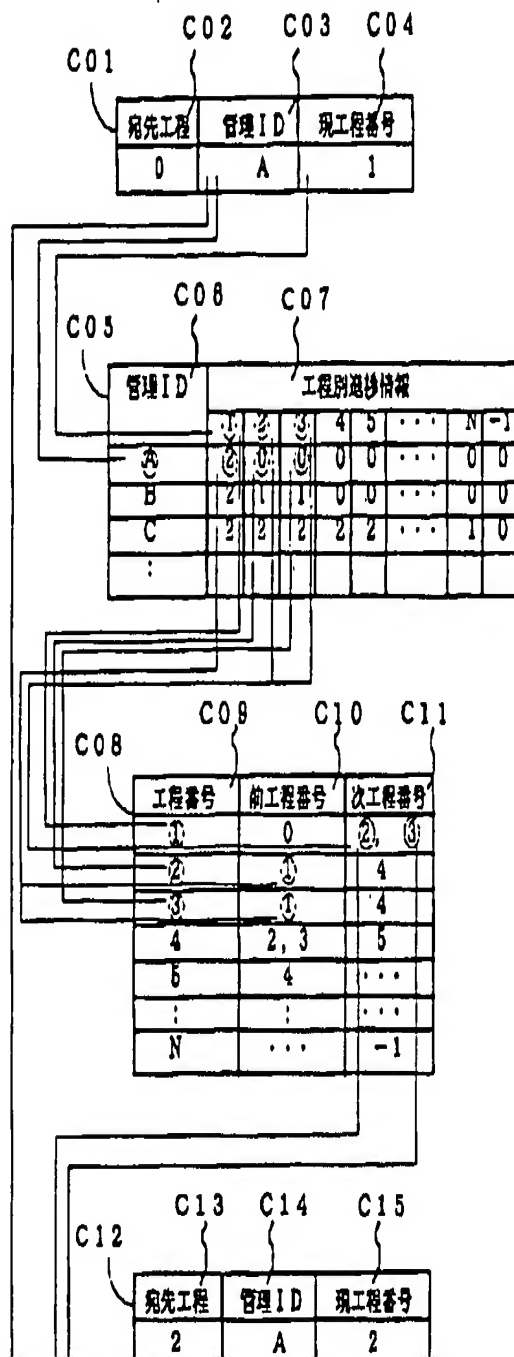 C02 C03 C04
C01
宛先工程 管理ID 現工程番号
0 A 1
C06 C07
C05
管理ID 工程別進捗情報
① ② ③ 4 5 ··· N -1
Ⓐ ② ⓪ ⓪ 0 0 ··· 0 0
B 2 1 1 0 0 ··· 0 0
C 2 2 2 2 2 ··· 1 0
:
C09 C10 C11
C08
工程番号 前工程番号 次工程番号
① 0 ②, ③
② ① 4
③ ① 4
4 2, 3 5
5 4 ···
: : ···
N ··· -1
C13 C14 C15
C12
宛先工程 管理ID 現工程番号
2 A 2